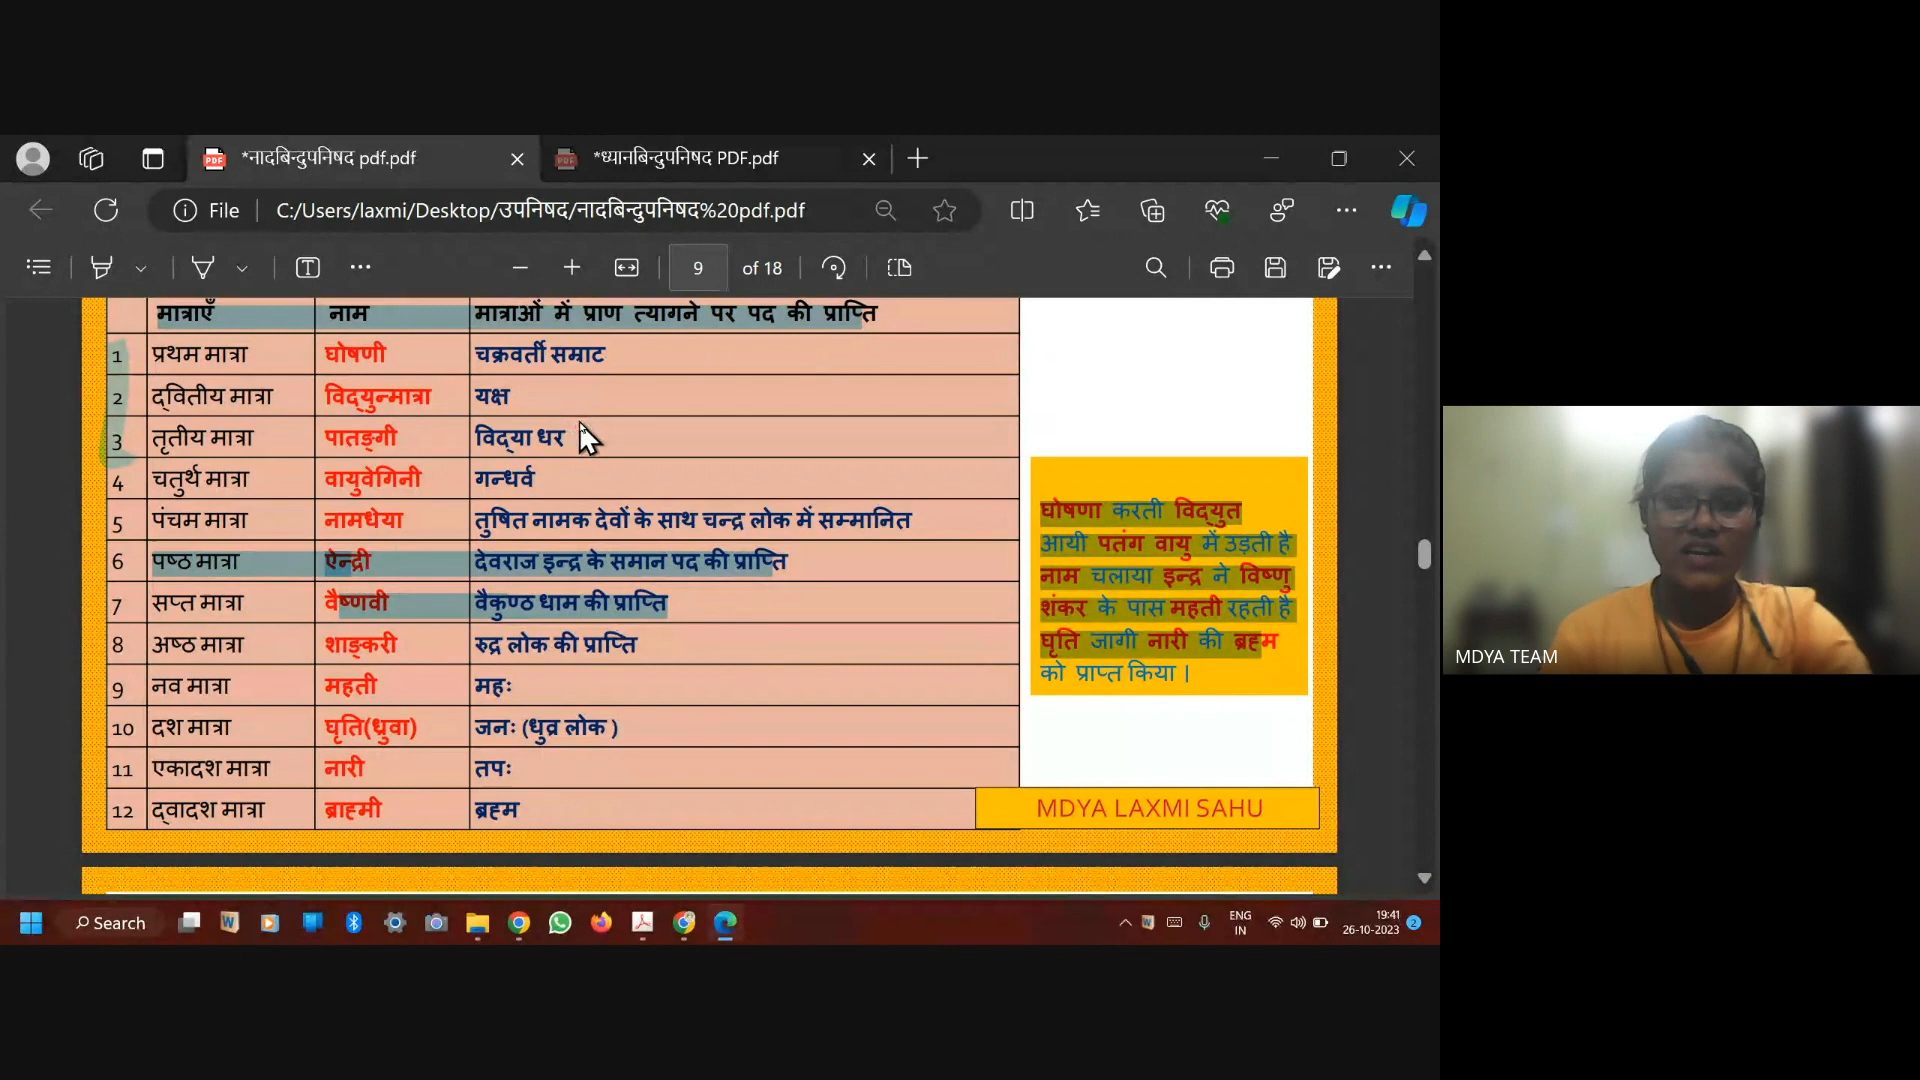 *नादबिन्दुपनिषद pdf.pdf
*ध्यानबिन्दुपनिषद PDF.pdf
File
C:/Users/laxmi/Desktop/उपनिषद/नादबिन्दुपनिषद%20pdf.pdf
9 of 18
मात्राएँ नाम मात्राओं में प्राण त्यागने पर पद की प्राप्ति
1 प्रथम मात्रा घोषणी चक्रवर्ती सम्राट
2 द्वितीय मात्रा विद्युन्मात्रा यक्ष
3 तृतीय मात्रा पातङ्गी विद्या धर
4 चतुर्थ मात्रा वायुवेगिनी गन्धर्व
5 पंचम मात्रा नामधेया तुषित नामक देवों के साथ चन्द्र लोक में सम्मानित
6 षष्ठ मात्रा ऐन्द्री देवराज इन्द्र के समान पद की प्राप्ति
7 सप्त मात्रा वैष्णवी वैकुण्ठ धाम की प्राप्ति
8 अष्ठ मात्रा शाङ्करी रुद्र लोक की प्राप्ति
9 नव मात्रा महती महः
10 दश मात्रा घृति(ध्रुवा) जनः (धुव्र लोक )
11 एकादश मात्रा नारी तपः
12 द्वादश मात्रा ब्राह्मी ब्रह्म
घोषणा करती विद्युत
आयी पतंग वायु में उड़ती है
नाम चलाया इन्द्र ने विष्णु
शंकर के पास महती रहती है
घृति जागी नारी की ब्रह्म
को प्राप्त किया |
MDYA LAXMI SAHU
MDYA TEAM
Search
ENG
IN
19:41
26-10-2023
2